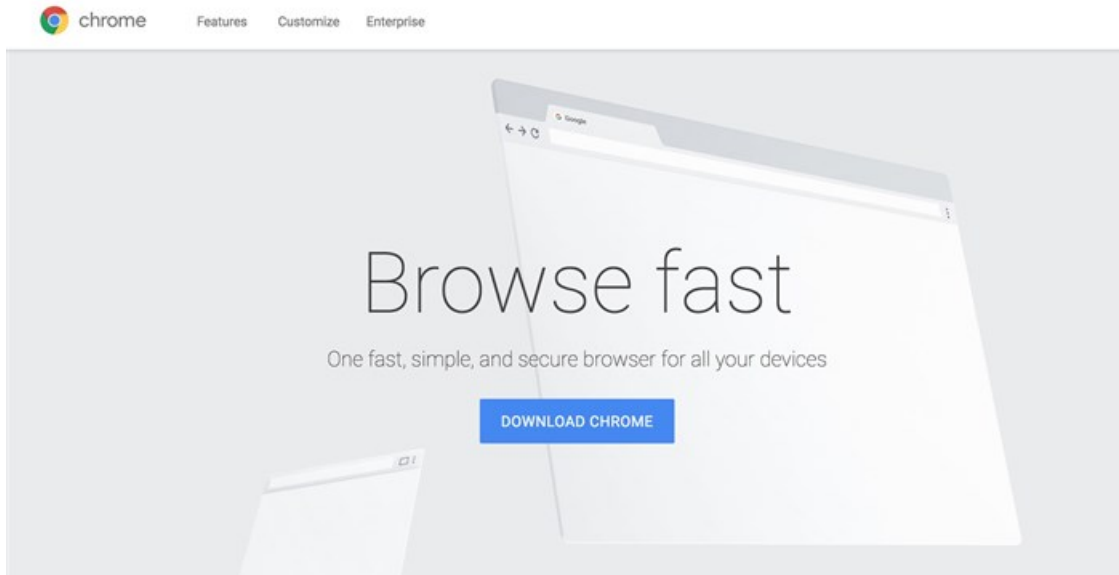 chrome Features Customize Enterprise
Google
Browse fast
One fast, simple, and secure browser for all your devices
DOWNLOAD CHROME